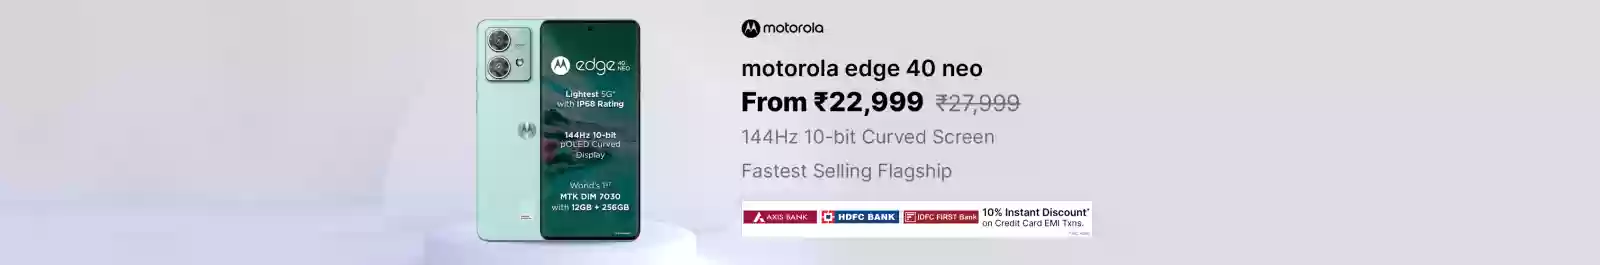 edge 40 NEO
Lightest 5G*
with IP68 Rating
144Hz 10-bit
pOLED Curved
Display
World's 1ST
MTK DIM 7030
with 12GB + 256GB
motorola
motorola edge 40 neo
From ₹22,999 ₹27,999
144Hz 10-bit Curved Screen
Fastest Selling Flagship
AXIS BANK HDFC BANK IDFC FIRST Bank 10% Instant Discount*
on Credit Card EMI Txns.